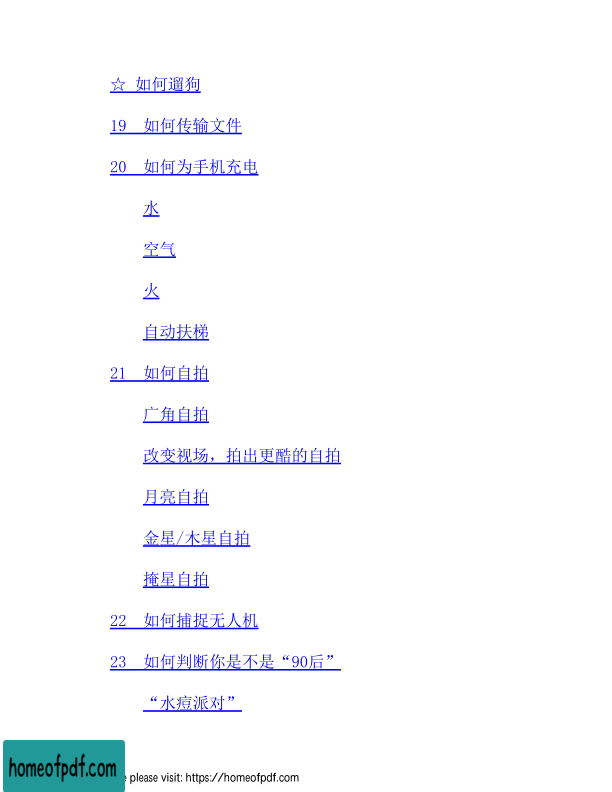 ☆ 如何遛狗
19 如何传输文件
20 如何为手机充电
水
空气
火
自动扶梯
21 如何自拍
广角自拍
改变视场，拍出更酷的自拍
月亮自拍
金星/木星自拍
掩星自拍
22 如何捕捉无人机
23 如何判断你是不是“90后”
“水痘派对”
homeofpdf.com
please visit: https://homeofpdf.com